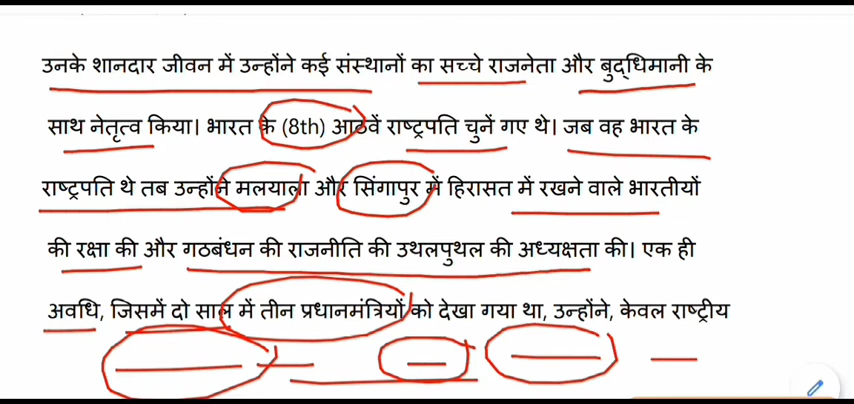 उनके शानदार जीवन में उन्होंने कई संस्थानों का सच्चे राजनेता और बुद्धिमानी के
साथ नेतृत्व किया। भारत के (8th) आठवें राष्ट्रपति चुनें गए थे। जब वह भारत के
राष्ट्रपति थे तब उन्होंने मलयाला और सिंगापुर में हिरासत में रखने वाले भारतीयों
की रक्षा की और गठबंधन की राजनीति की उथलपुथल की अध्यक्षता की। एक ही
अवधि, जिसमें दो साल में तीन प्रधानमंत्रियों को देखा गया था, उन्होंने, केवल राष्ट्रीय